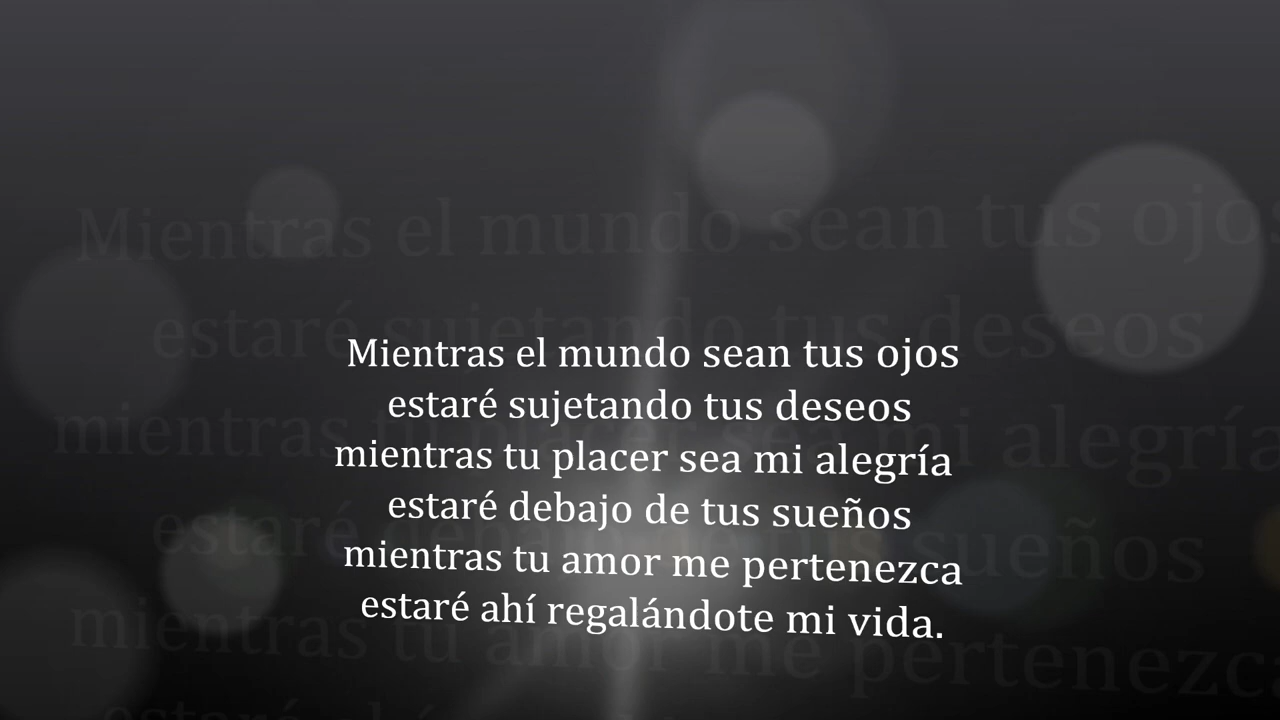 Mientras el mundo sean tus ojos
estaré sujetando tus deseos
mientras tu placer sea mi alegría
estaré debajo de tus sueños
mientras tu amor me pertenezca
estaré ahí regalándote mi vida.